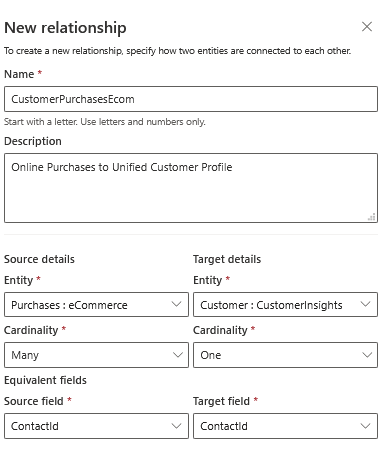 New relationship
To create a new relationship, specify how two entities are connected to each other.
Name *
CustomerPurchasesEcom
Start with a letter. Use letters and numbers only.
Description
Online Purchases to Unified Customer Profile
Source details Target details
Entity * Entity *
Purchases : eCommerce Customer : CustomerInsights
Cardinality * Cardinality *
Many One
Equivalent fields
Source field * Target field *
ContactId ContactId